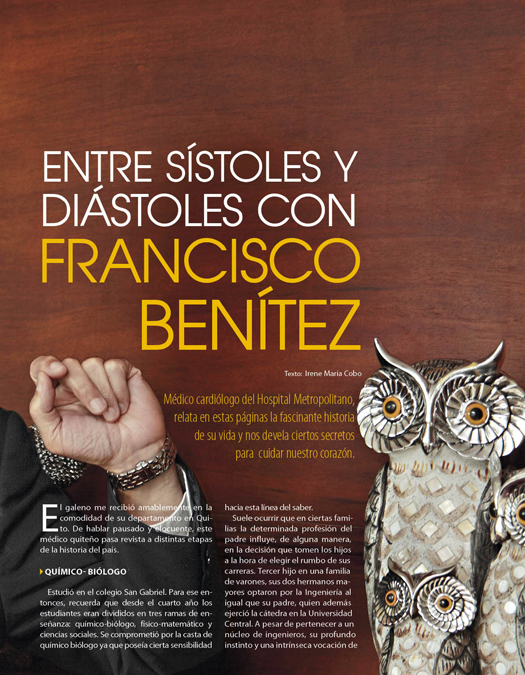 ENTRE SÍSTOLES Y
DIÁSTOLES CON
FRANCISCO
BENÍTEZ
Texto: Irene María Cobo
Médico cardiólogo del Hospital Metropolitano,
relata en estas páginas la fascinante historia
de su vida y nos devela ciertos secretos
para cuidar nuestro corazón.
El galeno me recibió amablemente en la
comodidad de su departamento en Qui-
to. De hablar pausado y elocuente, este
médico quiteño pasa revista a distintas etapas
de la historia del país.
QUÍMICO- BIÓLOGO
Estudió en el colegio San Gabriel. Para ese en-
tonces, recuerda que desde el cuarto año los
estudiantes eran divididos en tres ramas de en-
señanza: químico-biólogo, físico-matemático y
ciencias sociales. Se comprometió por la casta de
químico biólogo ya que poseía cierta sensibilidad
hacia esta línea del saber.
Suele ocurrir que en ciertas fami-
lias la determinada profesión del
padre influye, de alguna manera,
en la decisión que tomen los hijos
a la hora de elegir el rumbo de sus
carreras. Tercer hijo en una familia
de varones, sus dos hermanos ma-
yores optaron por la Ingeniería al
igual que su padre, quien además
ejerció la cátedra en la Universidad
Central. A pesar de pertenecer a un
núcleo de ingenieros, su profundo
instinto y una intrínseca vocación de